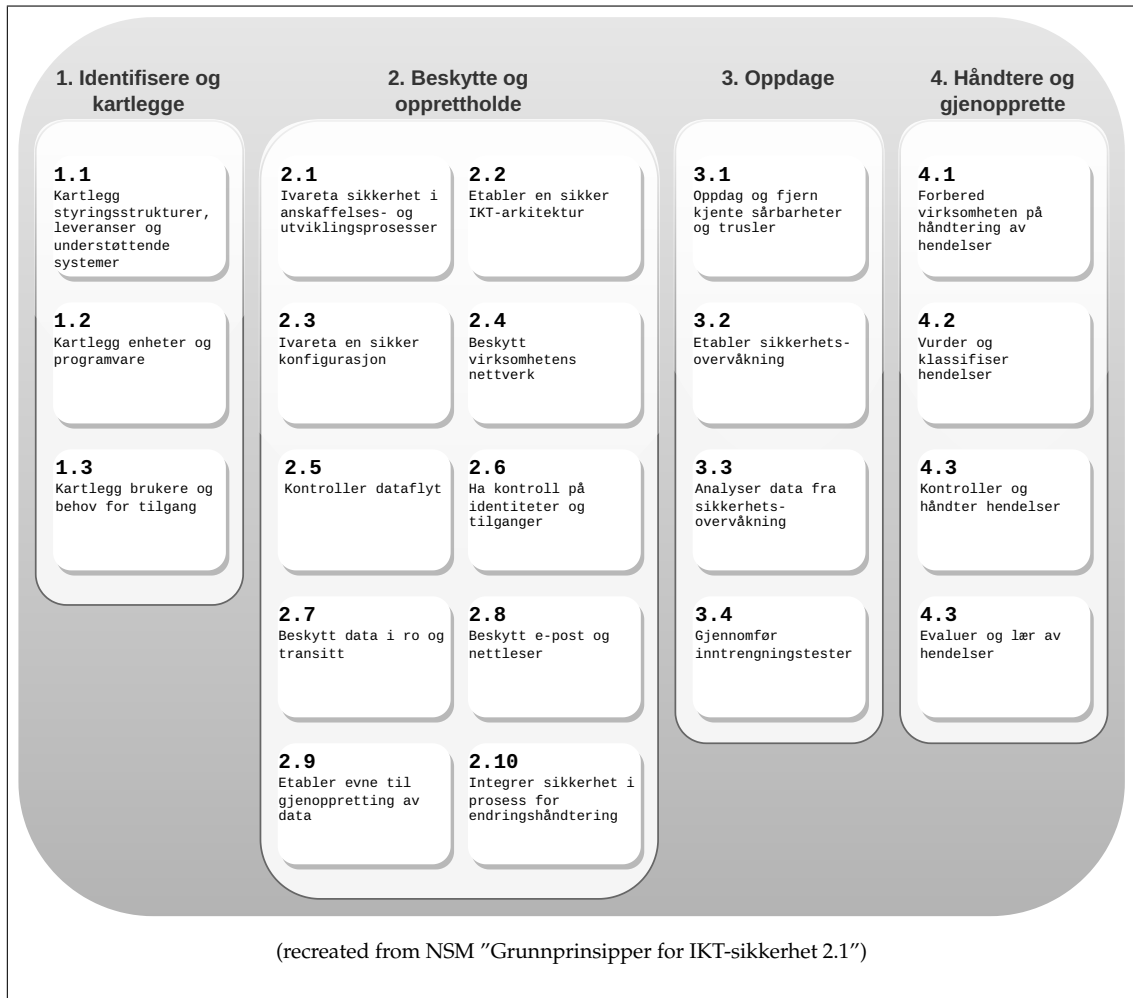 1. Identifisere og
kartlegge
1.1
Kartlegg
styringsstrukturer,
leveranser og
understøttende
systemer
1.2
Kartlegg enheter og
programvare
1.3
Kartlegg brukere og
behov for tilgang
2. Beskytte og
opprettholde
2.1
Ivareta sikkerhet i
anskaffelses- og
utviklingsprosesser
2.2
Etabler en sikker
IKT-arkitektur
2.3
Ivareta en sikker
konfigurasjon
2.4
Beskytt
virksomhetens
nettverk
2.5
Kontroller dataflyt
2.6
Ha kontroll på
identiteter og
tilganger
2.7
Beskytt data i ro og
transitt
2.8
Beskytt e-post og
nettleser
2.9
Etabler evne til
gjenoppretting av
data
2.10
Integrer sikkerhet i
prosess for
endringshåndtering
3. Oppdage
3.1
Oppdag og fjern
kjente sårbarheter
og trusler
3.2
Etabler sikkerhets-
overvåkning
3.3
Analyser data fra
sikkerhets-
overvåkning
3.4
Gjennomfør
inntrengningstester
4. Håndtere og
gjenopprette
4.1
Forbered
virksomheten på
håndtering av
hendelser
4.2
Vurder og
klassifiser
hendelser
4.3
Kontroller og
håndter hendelser
4.3
Evaluer og lær av
hendelser
(recreated from NSM ”Grunnprinsipper for IKT-sikkerhet 2.1”)